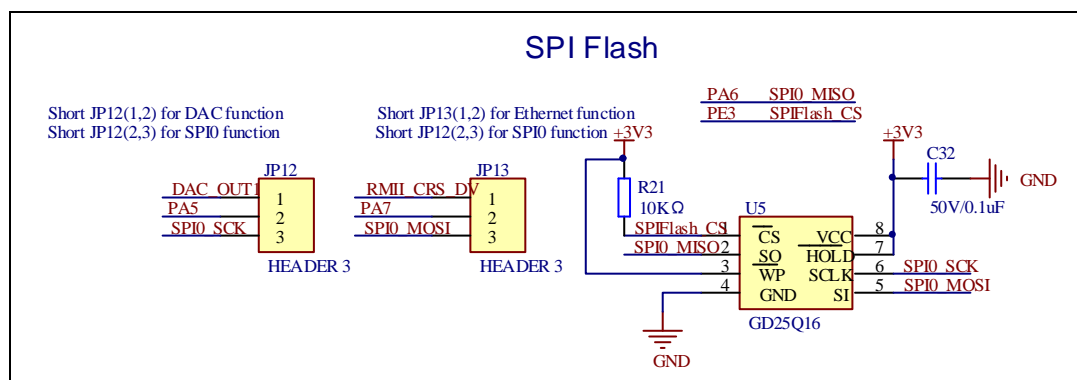 SPI Flash
Short JP12(1,2) for DAC function
Short JP12(2,3) for SPI0 function
Short JP13(1,2) for Ethernet function
Short JP12(2,3) for SPI0 function
PA6 SPI0_MISO
PE3 SPIFlash_CS
JP12
DAC_OUT1 1
PA5 2
SPI0_SCK 3
HEADER 3
JP13
RMII_CRS_DV 1
PA7 2
SPI0_MOSI 3
HEADER 3
+3V3
R21
10KΩ
+3V3
C32
GND
50V/0.1uF
U5
SPIFlash_CS 1 CS VCC 8
SPI0_MISO 2 SO HOLD 7
3 WP SCLK 6 SPI0_SCK
4 GND SI 5 SPI0_MOSI
GD25Q16
GND